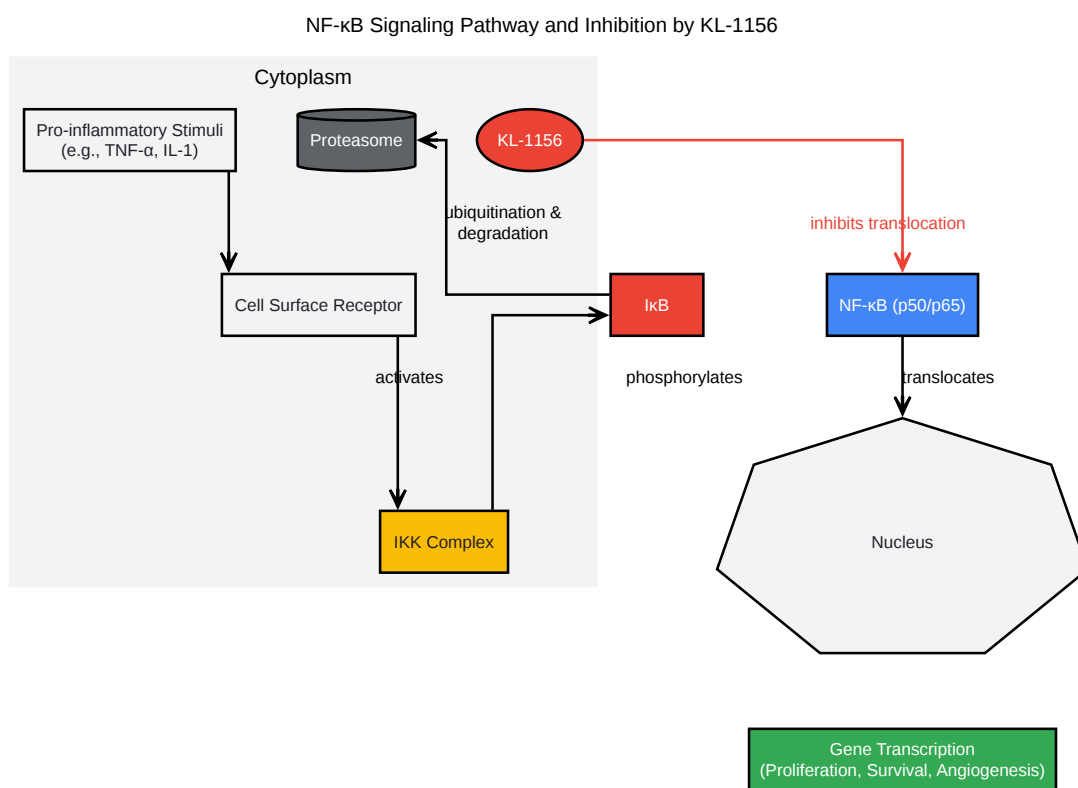 NF-κB Signaling Pathway and Inhibition by KL-1156
Cytoplasm
Pro-inflammatory Stimuli
(e.g., TNF-α, IL-1)
Proteasome
KL-1156
ubiquitination &
degradation
inhibits translocation
Cell Surface Receptor
IκB
NF-κB (p50/p65)
activates
phosphorylates
translocates
IKK Complex
Nucleus
Gene Transcription
(Proliferation, Survival, Angiogenesis)